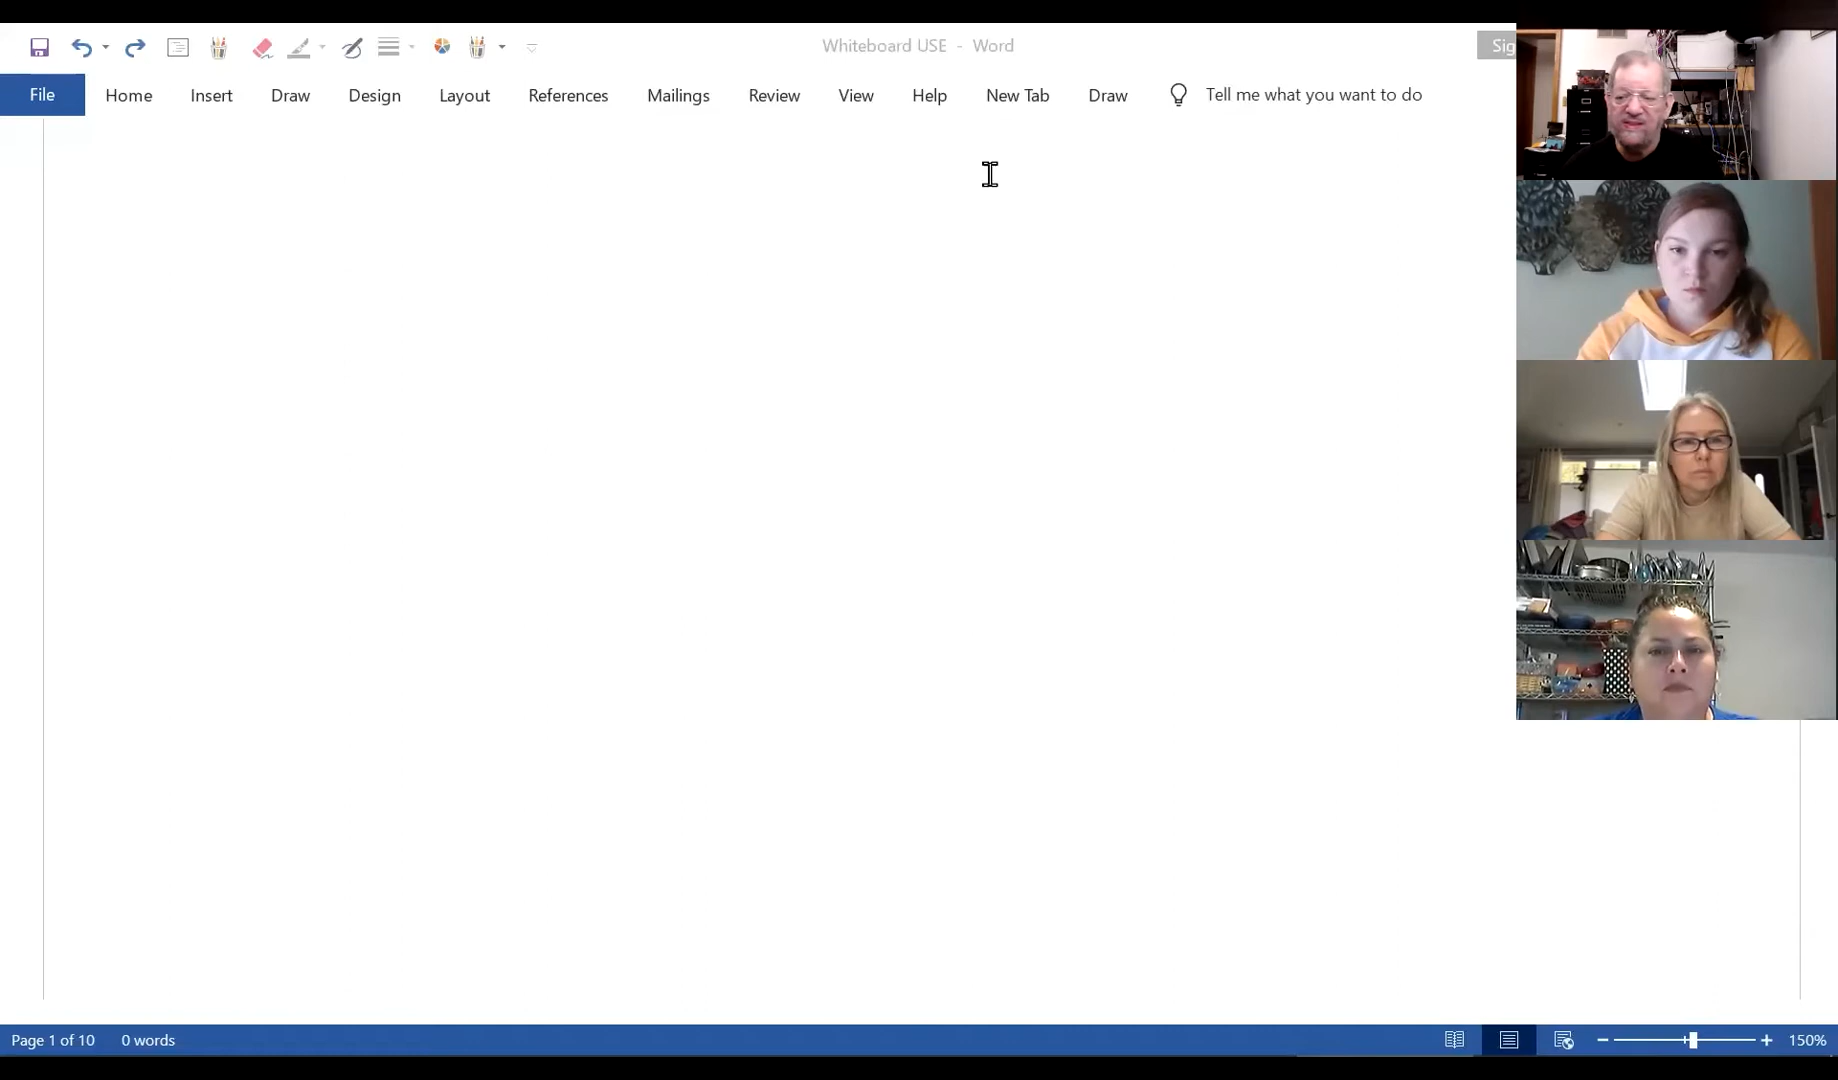 Whiteboard USE - Word
Sig
File Home Insert Draw Design Layout References Mailings Review View Help New Tab Draw Tell me what you want to do
Page 1 of 10 0 words 150%